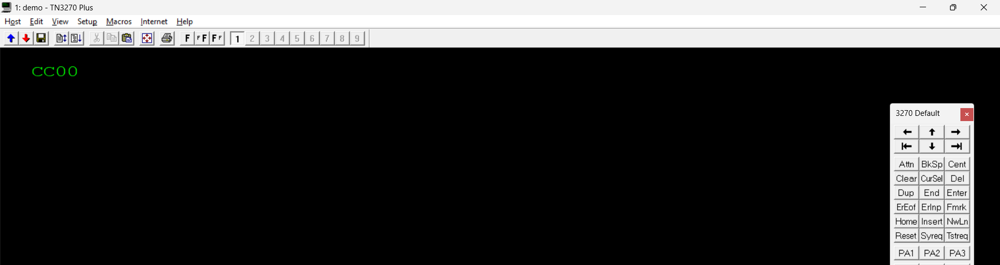 1: demo - TN3270 Plus
Host Edit View Setup Macros Internet Help
F F F F F 1 2 3 4 5 6 7 8 9
CC00
3270 Default
Attn BkSp Cent
Clear CurSel Del
Dup End Enter
ErEof ErInp Fmrk
Home Insert NwLn
Reset Syreq Tstreq
PA1 PA2 PA3